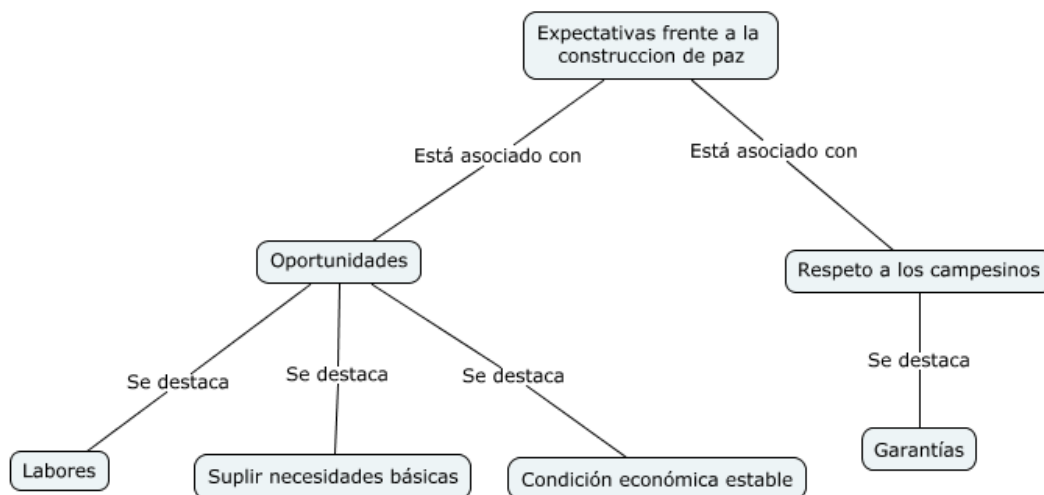 Expectativas frente a la
construccion de paz
Está asociado con
Está asociado con
Oportunidades
Respeto a los campesinos
Se destaca
Se destaca
Se destaca
Se destaca
Labores
Suplir necesidades básicas
Condición económica estable
Garantías